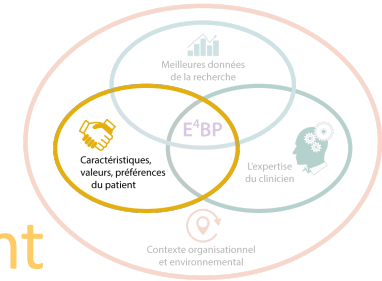 Meilleures données
de la recherche
E⁴BP
Caractéristiques,
valeurs, préférences
du patient
L'expertise
du clinicien
nt
Contexte organisationnel
et environnemental